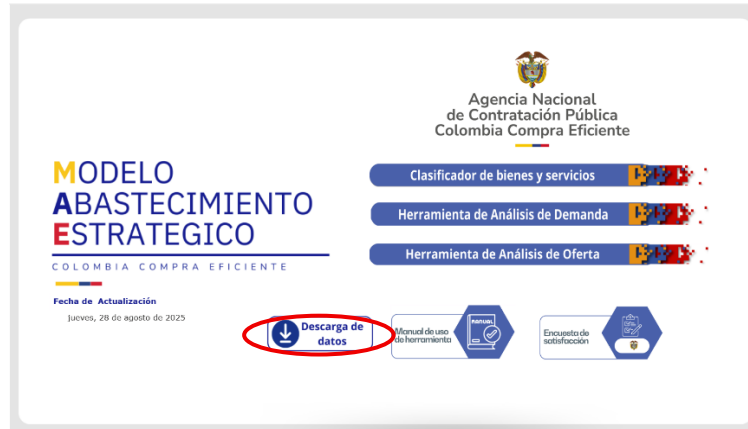 Agencia Nacional
de Contratación Pública
Colombia Compra Eficiente
MODELO
ABASTECIMIENTO
ESTRATEGICO
COLOMBIA COMPRA EFICIENTE
Clasificador de bienes y servicios
Herramienta de Análisis de Demanda
Herramienta de Análisis de Oferta
Fecha de Actualización
jueves, 28 de agosto de 2025
Descarga de
datos
Manual de uso
de herramienta
MANUAL
Encuesta de
satisfacción